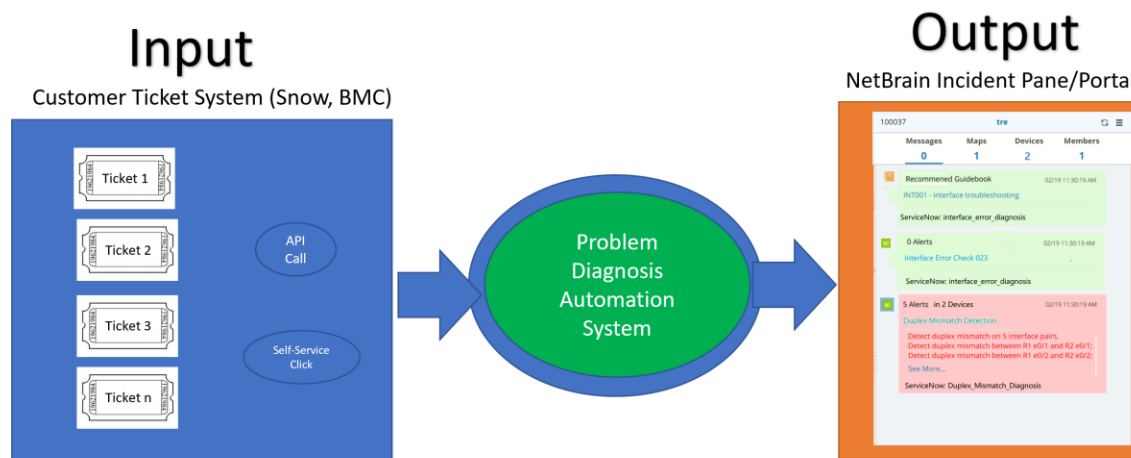 Input
Customer Ticket System (Snow, BMC)
Ticket 1
Ticket 2
Ticket 3
Ticket n
API
Call
Self-Service
Click
Problem
Diagnosis
Automation
System
Output
NetBrain Incident Pane/Porta
100037 tre
Messages Maps Devices Members
0 1 2 1
Recommened Guidebook 02/19 11:30:19 AM
INT001 - interface troubleshooting
ServiceNow: interface_error_diagnosis
0 Alerts 02/19 11:30:19 AM
Interface Error Check 023
ServiceNow: interface_error_diagnosis
5 Alerts in 2 Devices 02/19 11:30:19 AM
Duplex Mismatch Detection
Detect duplex mismatch on 5 interface pairs.
Detect duplex mismatch between R1 e0/1 and R2 e0/1;
Detect duplex mismatch between R1 e0/2 and R2 e0/2;
See More...
ServiceNow: Duplex_Mismatch_Diagnosis